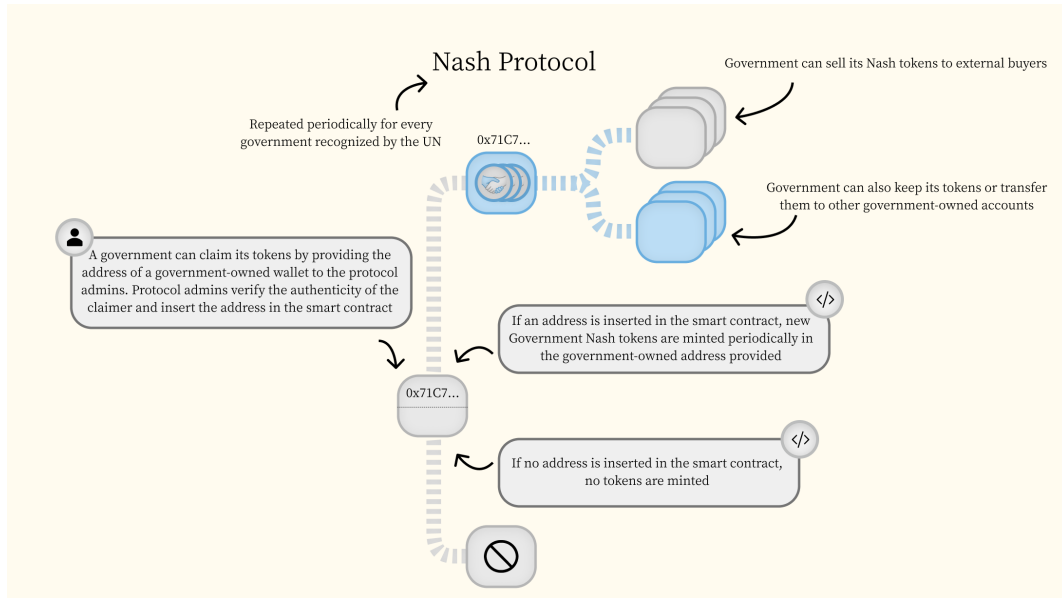 Nash Protocol
Government can sell its Nash tokens to external buyers
Repeated periodically for every
government recognized by the UN
0x71C7...
Government can also keep its tokens or transfer
them to other government-owned accounts
A government can claim its tokens by providing the
address of a government-owned wallet to the protocol
admins. Protocol admins verify the authenticity of the
claimer and insert the address in the smart contract
</>
If an address is inserted in the smart contract, new
Government Nash tokens are minted periodically in
the government-owned address provided
0x71C7...
</>
If no address is inserted in the smart contract,
no tokens are minted